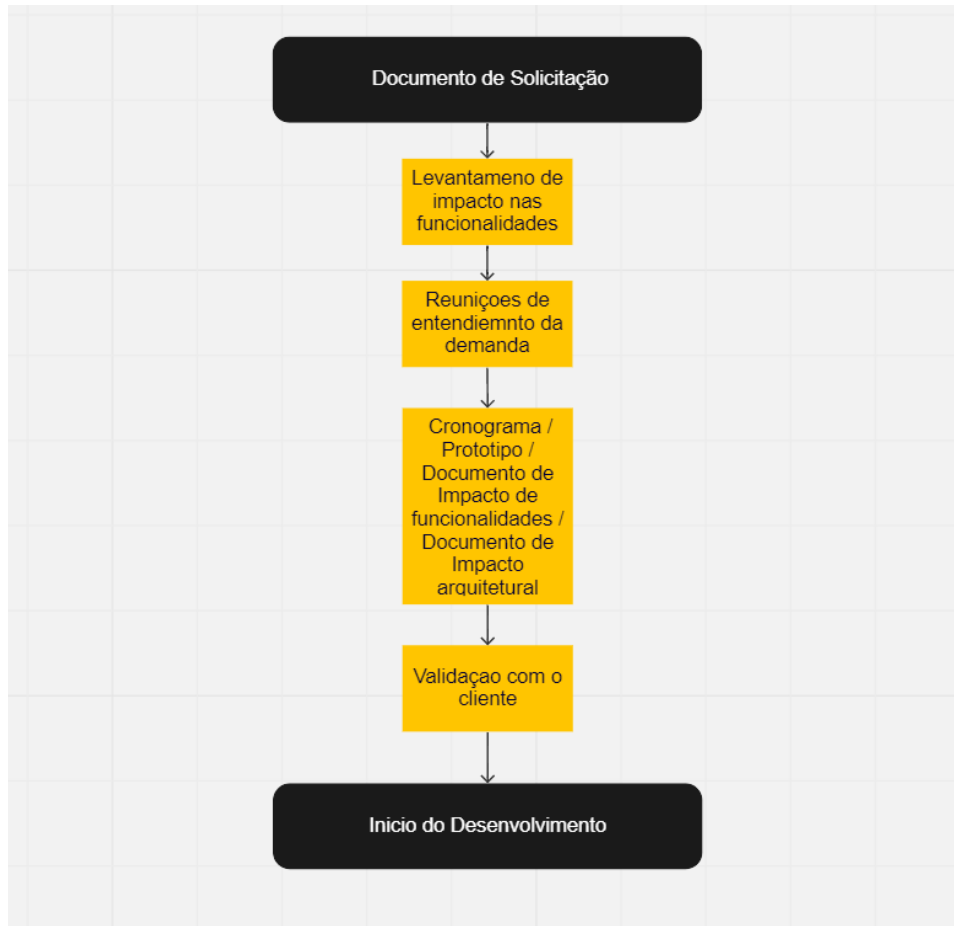 Documento de Solicitação
Levantameno de
impacto nas
funcionalidades
Reuniçoes de
entendiemnto da
demanda
Cronograma /
Prototipo /
Documento de
Impacto de
funcionalidades /
Documento de
Impacto
arquitetural
Validaçao com o
cliente
Inicio do Desenvolvimento